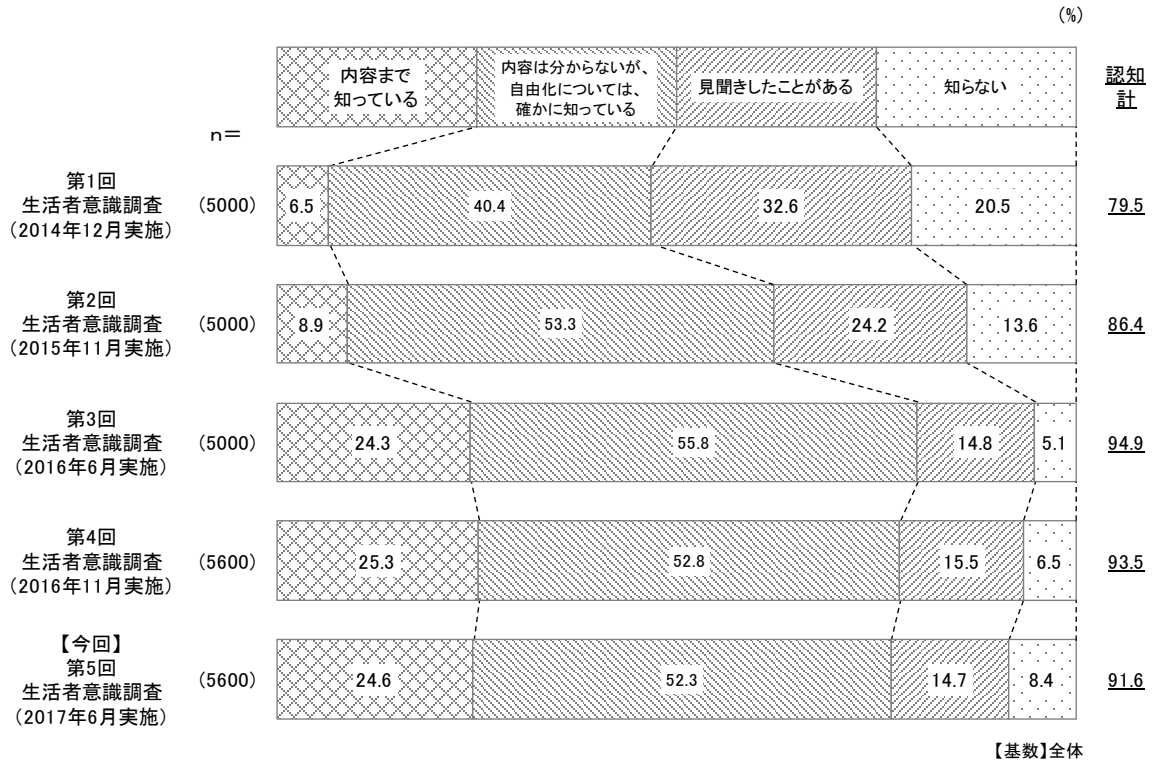 (%)
内容まで
知っている
内容は分からないが、
自由化については、
確かに知っている
見聞きしたことがある
知らない
認知
計
n=
第1回
生活者意識調査
(2014年12月実施)
(5000)
6.5
40.4
32.6
20.5
79.5
第2回
生活者意識調査
(2015年11月実施)
(5000)
8.9
53.3
24.2
13.6
86.4
第3回
生活者意識調査
(2016年6月実施)
(5000)
24.3
55.8
14.8
5.1
94.9
第4回
生活者意識調査
(2016年11月実施)
(5600)
25.3
52.8
15.5
6.5
93.5
【今回】
第5回
生活者意識調査
(2017年6月実施)
(5600)
24.6
52.3
14.7
8.4
91.6
【基数】全体